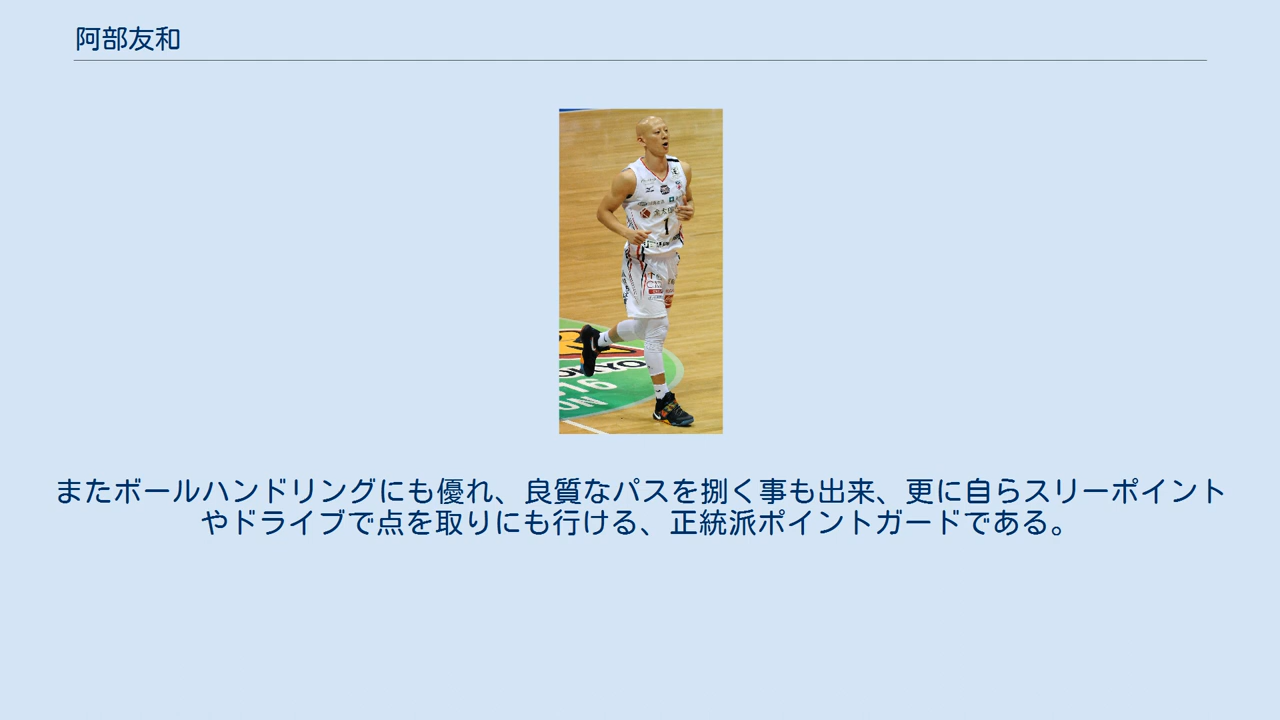 阿部友和
またボールハンドリングにも優れ、良質なパスを捌く事も出来、更に自らスリーポイント
やドライブで点を取りにも行ける、正統派ポイントガードである。
1